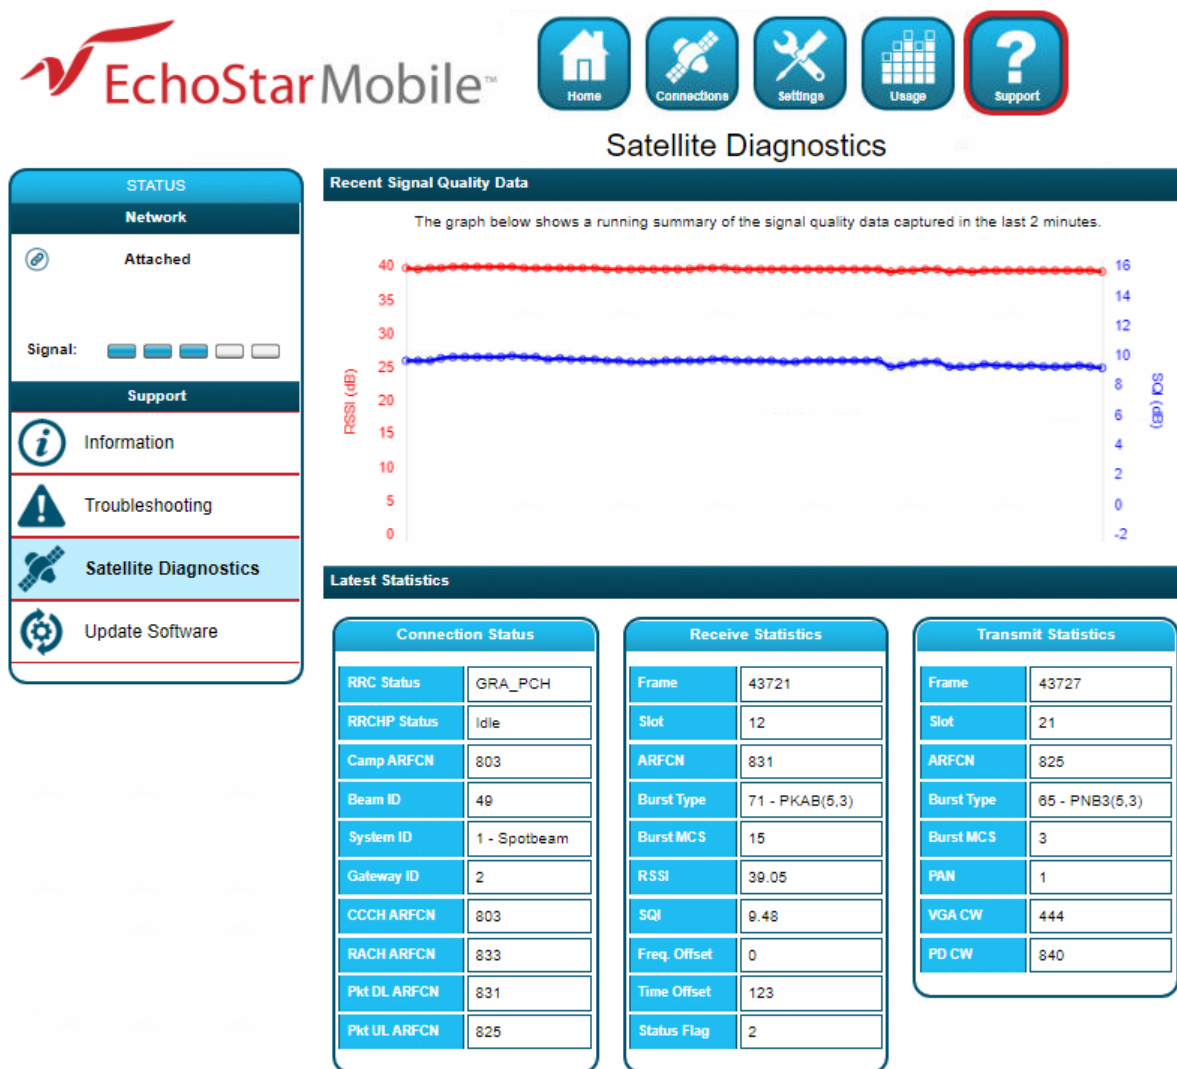 EchoStar Mobile™
Home
Connections
Settings
Usage
Support
Satellite Diagnostics
STATUS
Network
Attached
Signal:
Support
Information
Troubleshooting
Satellite Diagnostics
Update Software
Recent Signal Quality Data
The graph below shows a running summary of the signal quality data captured in the last 2 minutes.
40
35
30
25
20
15
10
5
0
RSSI (dB)
16
14
12
10
8
6
4
2
0
-2
SQI (dB)
Latest Statistics
Connection Status
RRC Status GRA_PCH
RRCHP Status Idle
Camp ARFCN 803
Beam ID 49
System ID 1 - Spotbeam
Gateway ID 2
CCCH ARFCN 803
RACH ARFCN 833
Pkt DL ARFCN 831
Pkt UL ARFCN 825
Receive Statistics
Frame 43721
Slot 12
ARFCN 831
Burst Type 71 - PKAB(5,3)
Burst MCS 15
RSSI 39.05
SQI 9.48
Freq. Offset 0
Time Offset 123
Status Flag 2
Transmit Statistics
Frame 43727
Slot 21
ARFCN 825
Burst Type 65 - PNB3(5,3)
Burst MCS 3
PAN 1
VGA CW 444
PD CW 840